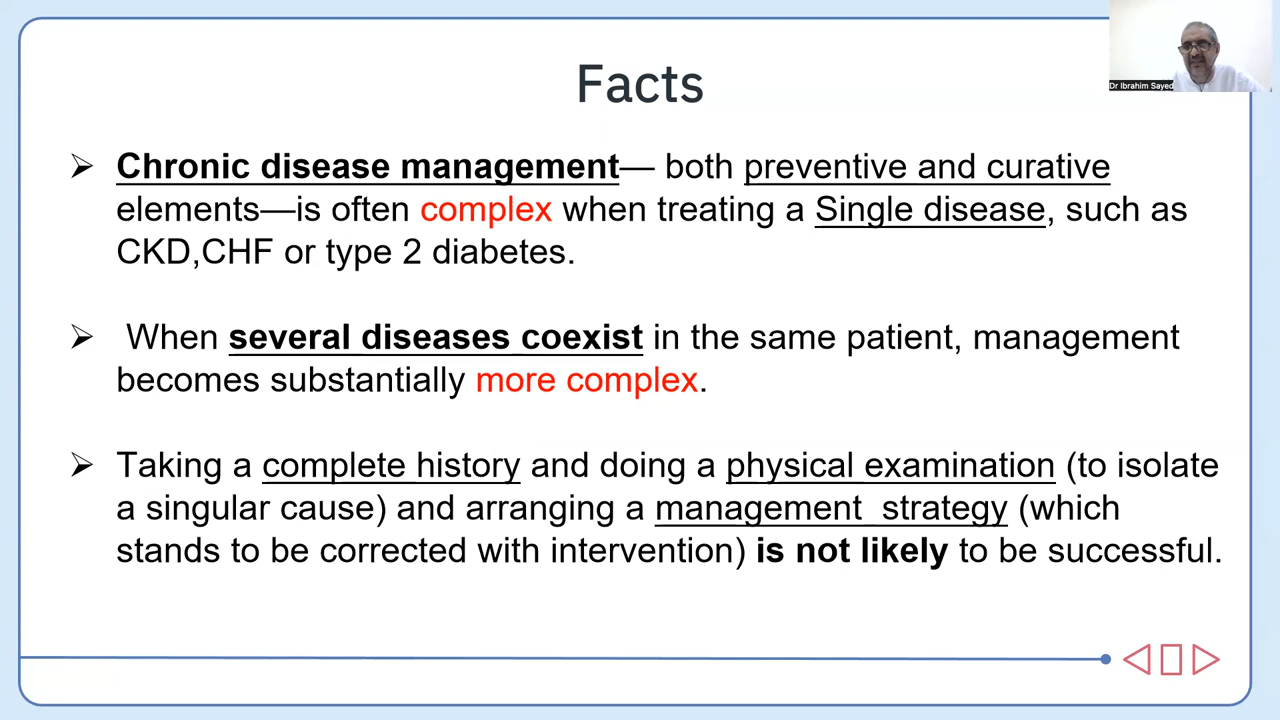 Facts
Dr Ibrahim Sayed
➢ Chronic disease management— both preventive and curative
elements—is often complex when treating a Single disease, such as
CKD,CHF or type 2 diabetes.
➢ When several diseases coexist in the same patient, management
becomes substantially more complex.
➢ Taking a complete history and doing a physical examination (to isolate
a singular cause) and arranging a management strategy (which
stands to be corrected with intervention) is not likely to be successful.